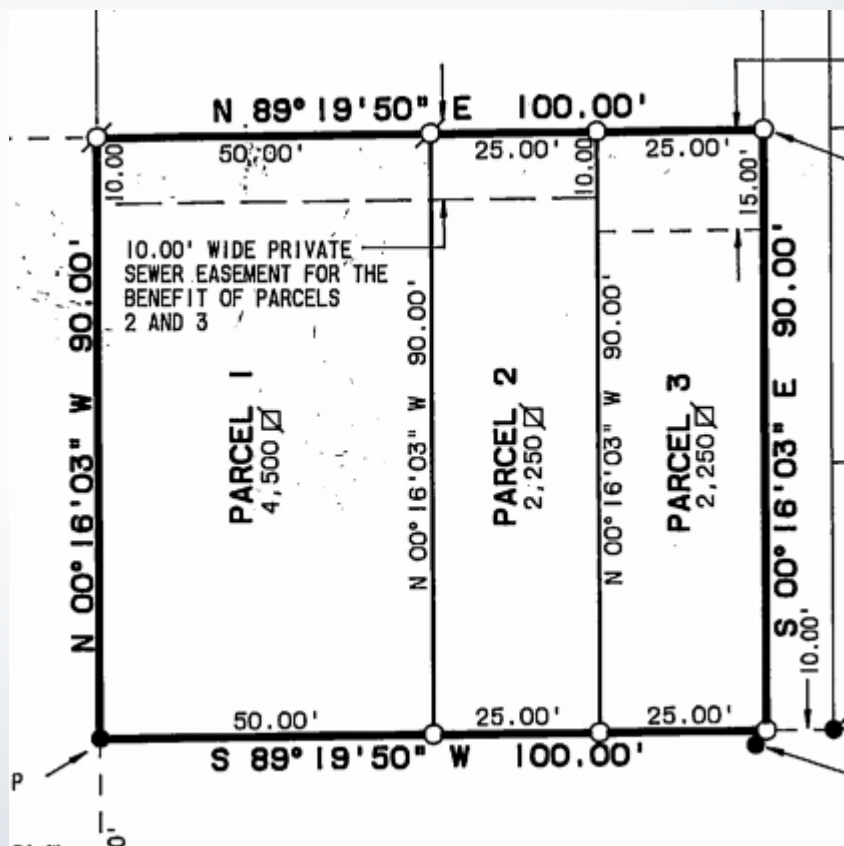 N 89° 19'50" E 100.00'
50.00'
25.00'
25.00'
10.00
10.00
15.00'
10.00' WIDE PRIVATE
SEWER EASEMENT FOR THE
BENEFIT OF PARCELS
2 AND 3
N 00° 16'03" W 90.00'
PARCEL 1
4,500
N 00° 16'03" W 90.00'
PARCEL 2
2,250
N 00° 16'03" W 90.00'
PARCEL 3
2,250
S 00° 16'03" E 90.00'
10.00'
50.00'
25.00'
25.00'
S 89° 19'50" W 100.00'
P